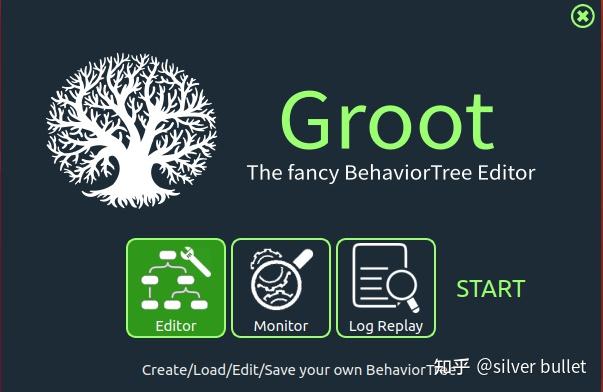 Groot
The fancy BehaviorTree Editor
Editor
Monitor
Log Replay
START
Create/Load/Edit/Save your own BehaviorTree
知乎 @silver bullet